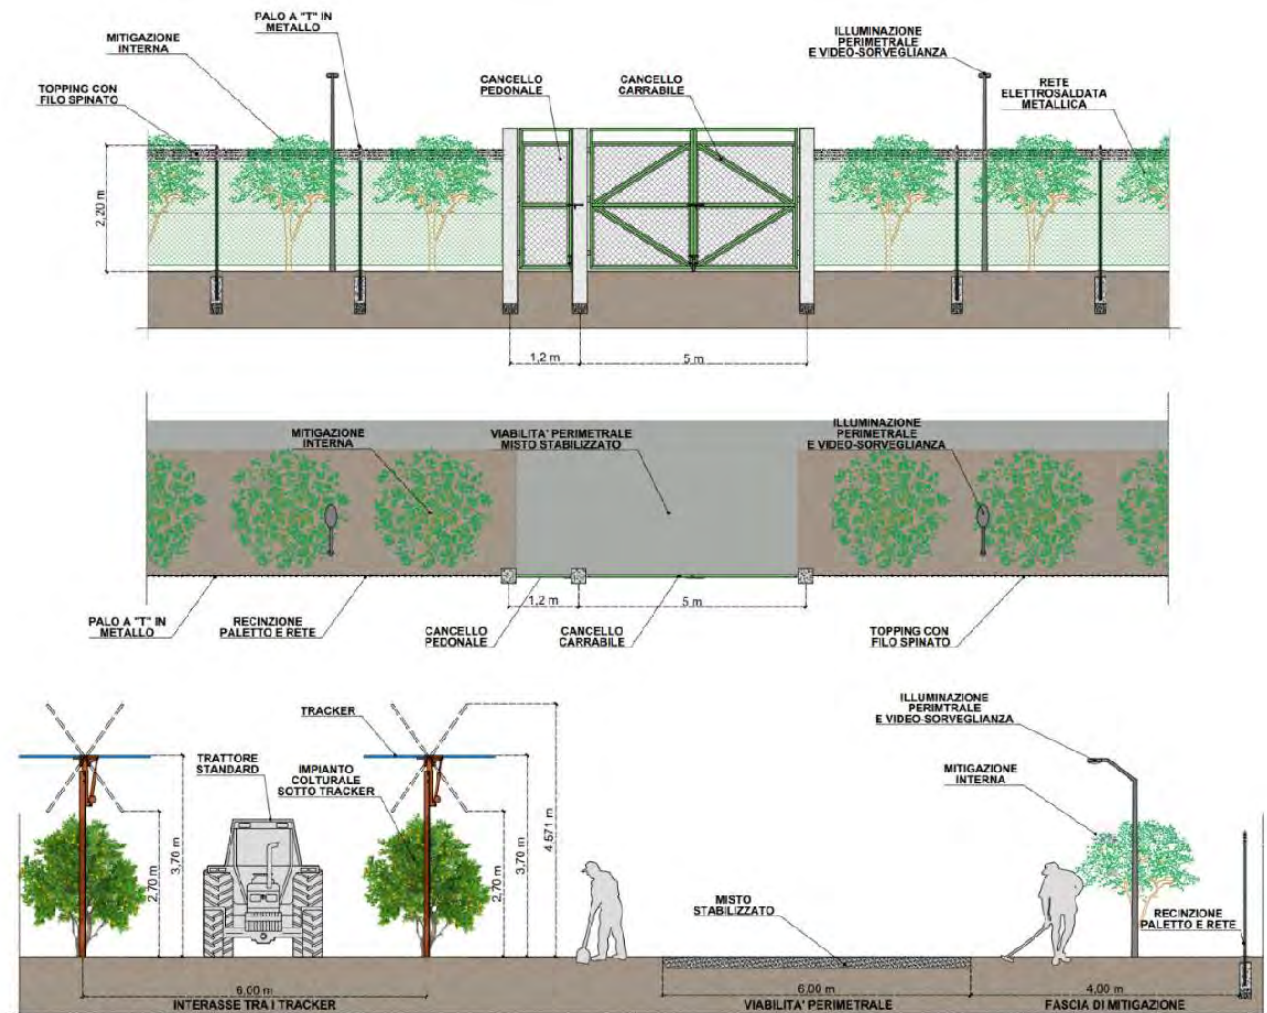 PALO A "T" IN
METALLO
MITIGAZIONE
INTERNA
TOPPING CON
FILO SPINATO
CANCELLO
PEDONALE
CANCELLO
CARRABILE
ILLUMINAZIONE
PERIMETRALE
E VIDEO-SORVEGLIANZA
RETE
ELETTROSALDATA
METALLICA
2,20 m
1,2 m
5 m
MITIGAZIONE
INTERNA
VIABILITA' PERIMETRALE
MISTO STABILIZZATO
ILLUMINAZIONE
PERIMETRALE
E VIDEO-SORVEGLIANZA
1,2 m
5 m
PALO A "T" IN
METALLO
RECINZIONE
PALETTO E RETE
CANCELLO
PEDONALE
CANCELLO
CARRABILE
TOPPING CON
FILO SPINATO
TRACKER
TRATTORE
STANDARD
IMPIANTO
COLTURALE
SOTTO TRACKER
2,70 m
3,70 m
2,70 m
3,70 m
4.571 m
ILLUMINAZIONE
PERIMTRALE
E VIDEO-SORVEGLIANZA
MITIGAZIONE
INTERNA
MISTO
STABILIZZATO
RECINZIONE
PALETTO E RETE
6,00 m
INTERASSE TRA I TRACKER
6,00 m
VIABILITA' PERIMETRALE
4,00 m
FASCIA DI MITIGAZIONE